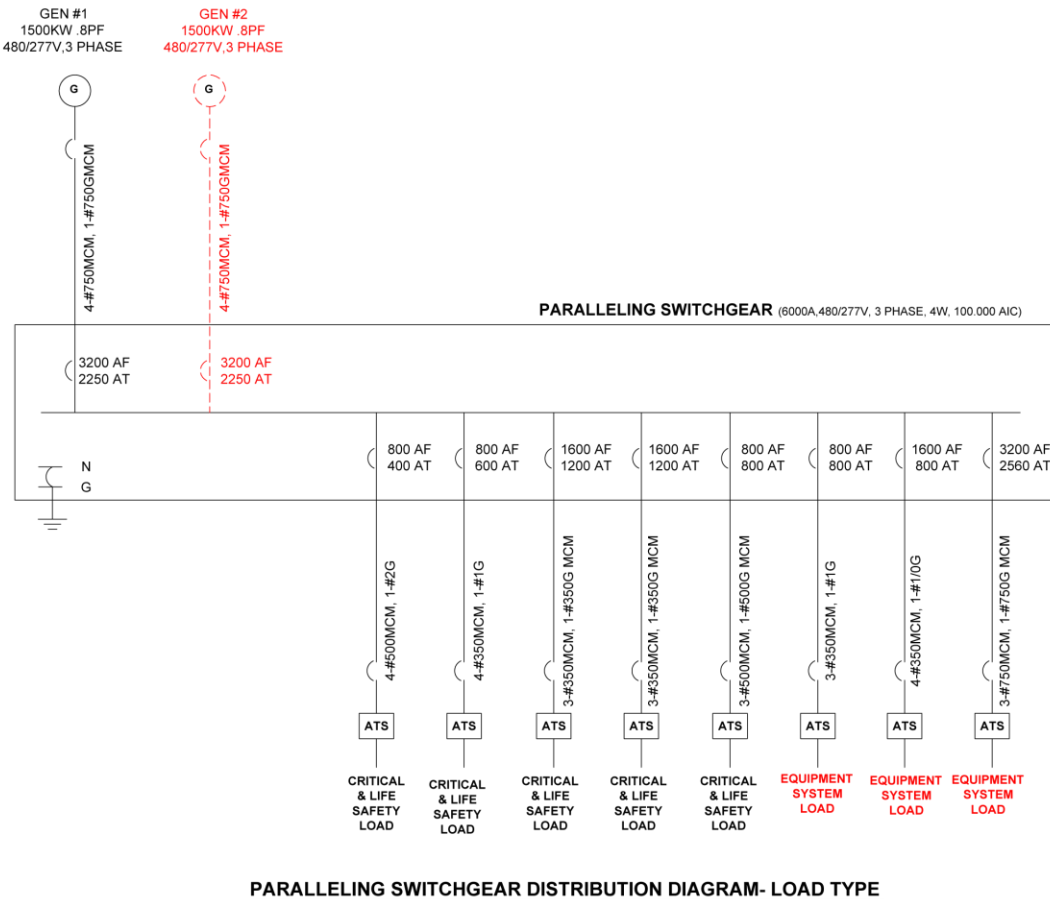 GEN #1
1500KW .8PF
480/277V,3 PHASE
GEN #2
1500KW .8PF
480/277V,3 PHASE
G
G
4-#750MCM, 1-#750GMCM
4-#750MCM, 1-#750GMCM
PARALLELING SWITCHGEAR (6000A,480/277V, 3 PHASE, 4W, 100.000 AIC)
3200 AF
2250 AT
3200 AF
2250 AT
N
G
800 AF
400 AT
800 AF
600 AT
1600 AF
1200 AT
1600 AF
1200 AT
800 AF
800 AT
800 AF
800 AT
1600 AF
800 AT
3200 AF
2560 AT
4-#500MCM, 1-#2G
4-#350MCM, 1-#1G
3-#350MCM, 1-#350G MCM
3-#350MCM, 1-#350G MCM
3-#500MCM, 1-#500G MCM
3-#350MCM, 1-#1G
4-#350MCM, 1-#1/0G
3-#750MCM, 1-#750G MCM
ATS
ATS
ATS
ATS
ATS
ATS
ATS
ATS
CRITICAL
& LIFE
SAFETY
LOAD
CRITICAL
& LIFE
SAFETY
LOAD
CRITICAL
& LIFE
SAFETY
LOAD
CRITICAL
& LIFE
SAFETY
LOAD
CRITICAL
& LIFE
SAFETY
LOAD
EQUIPMENT
SYSTEM
LOAD
EQUIPMENT
SYSTEM
LOAD
EQUIPMENT
SYSTEM
LOAD
PARALLELING SWITCHGEAR DISTRIBUTION DIAGRAM- LOAD TYPE